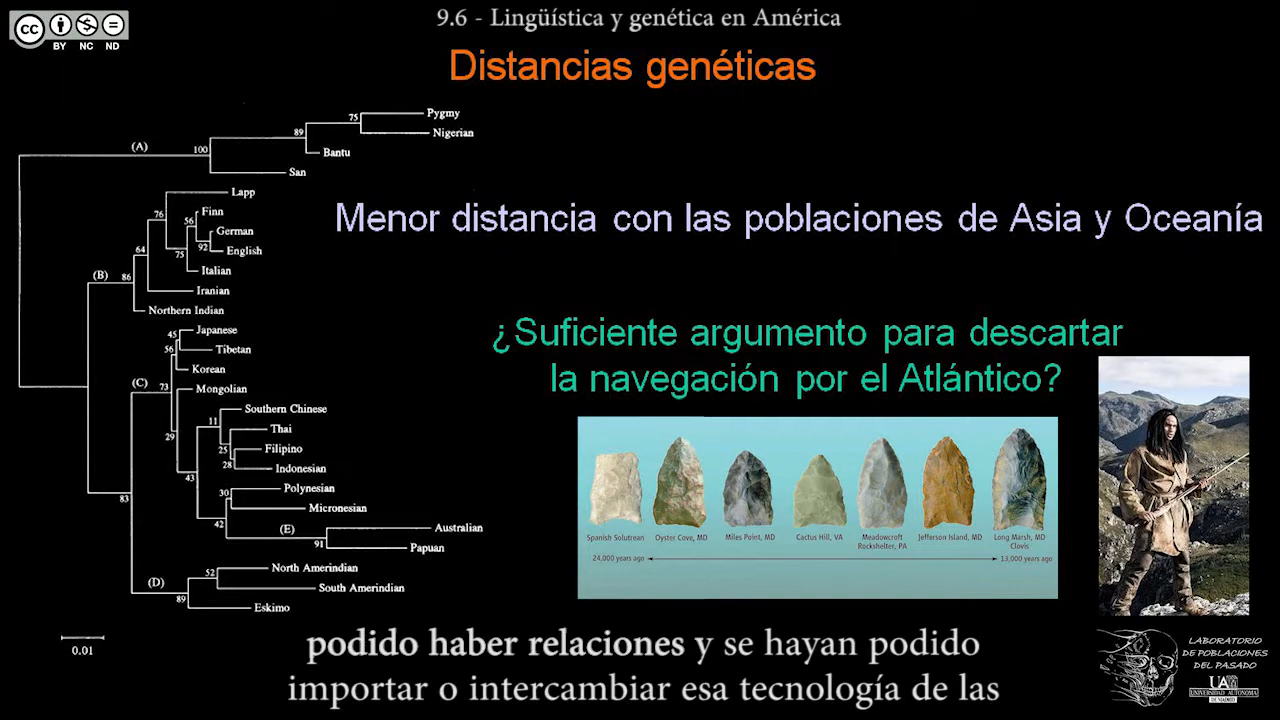 9.6 - Lingüística y genética en América
CC
BY NC ND
Distancias genéticas
Pygmy
75
Nigerian
89
Bantu
(A)
100
San
Lapp
76
Finn
56
German
92
English
75
Italian
64
Iranian
(B)
86
Northern Indian
Menor distancia con las poblaciones de Asia y Oceanía
Japanese
45
Tibetan
56
Korean
(C)
73
Mongolian
Southern Chinese
11
Thai
29
25
Filipino
28
Indonesian
43
Polynesian
30
Micronesian
83
42
(E)
Australian
91
Papuan
North Amerindian
52
(D)
South Amerindian
89
Eskimo
0.01
¿Suficiente argumento para descartar
la navegación por el Atlántico?
Spanish Solutrean
Oyster Cove, MD
Miles Point, MD
Cactus Hill, VA
Meadowcroft
Rockshelter, PA
Jefferson Island, MD
Long Marsh, MD
Clovis
24,000 years ago
13,000 years ago
podido haber relaciones y se hayan podido
importar o intercambiar esa tecnología de las
LABORATORIO
DE POBLACIONES
DEL PASADO
UAM
UNIVERSIDAD AUTONOMA
DE MADRID